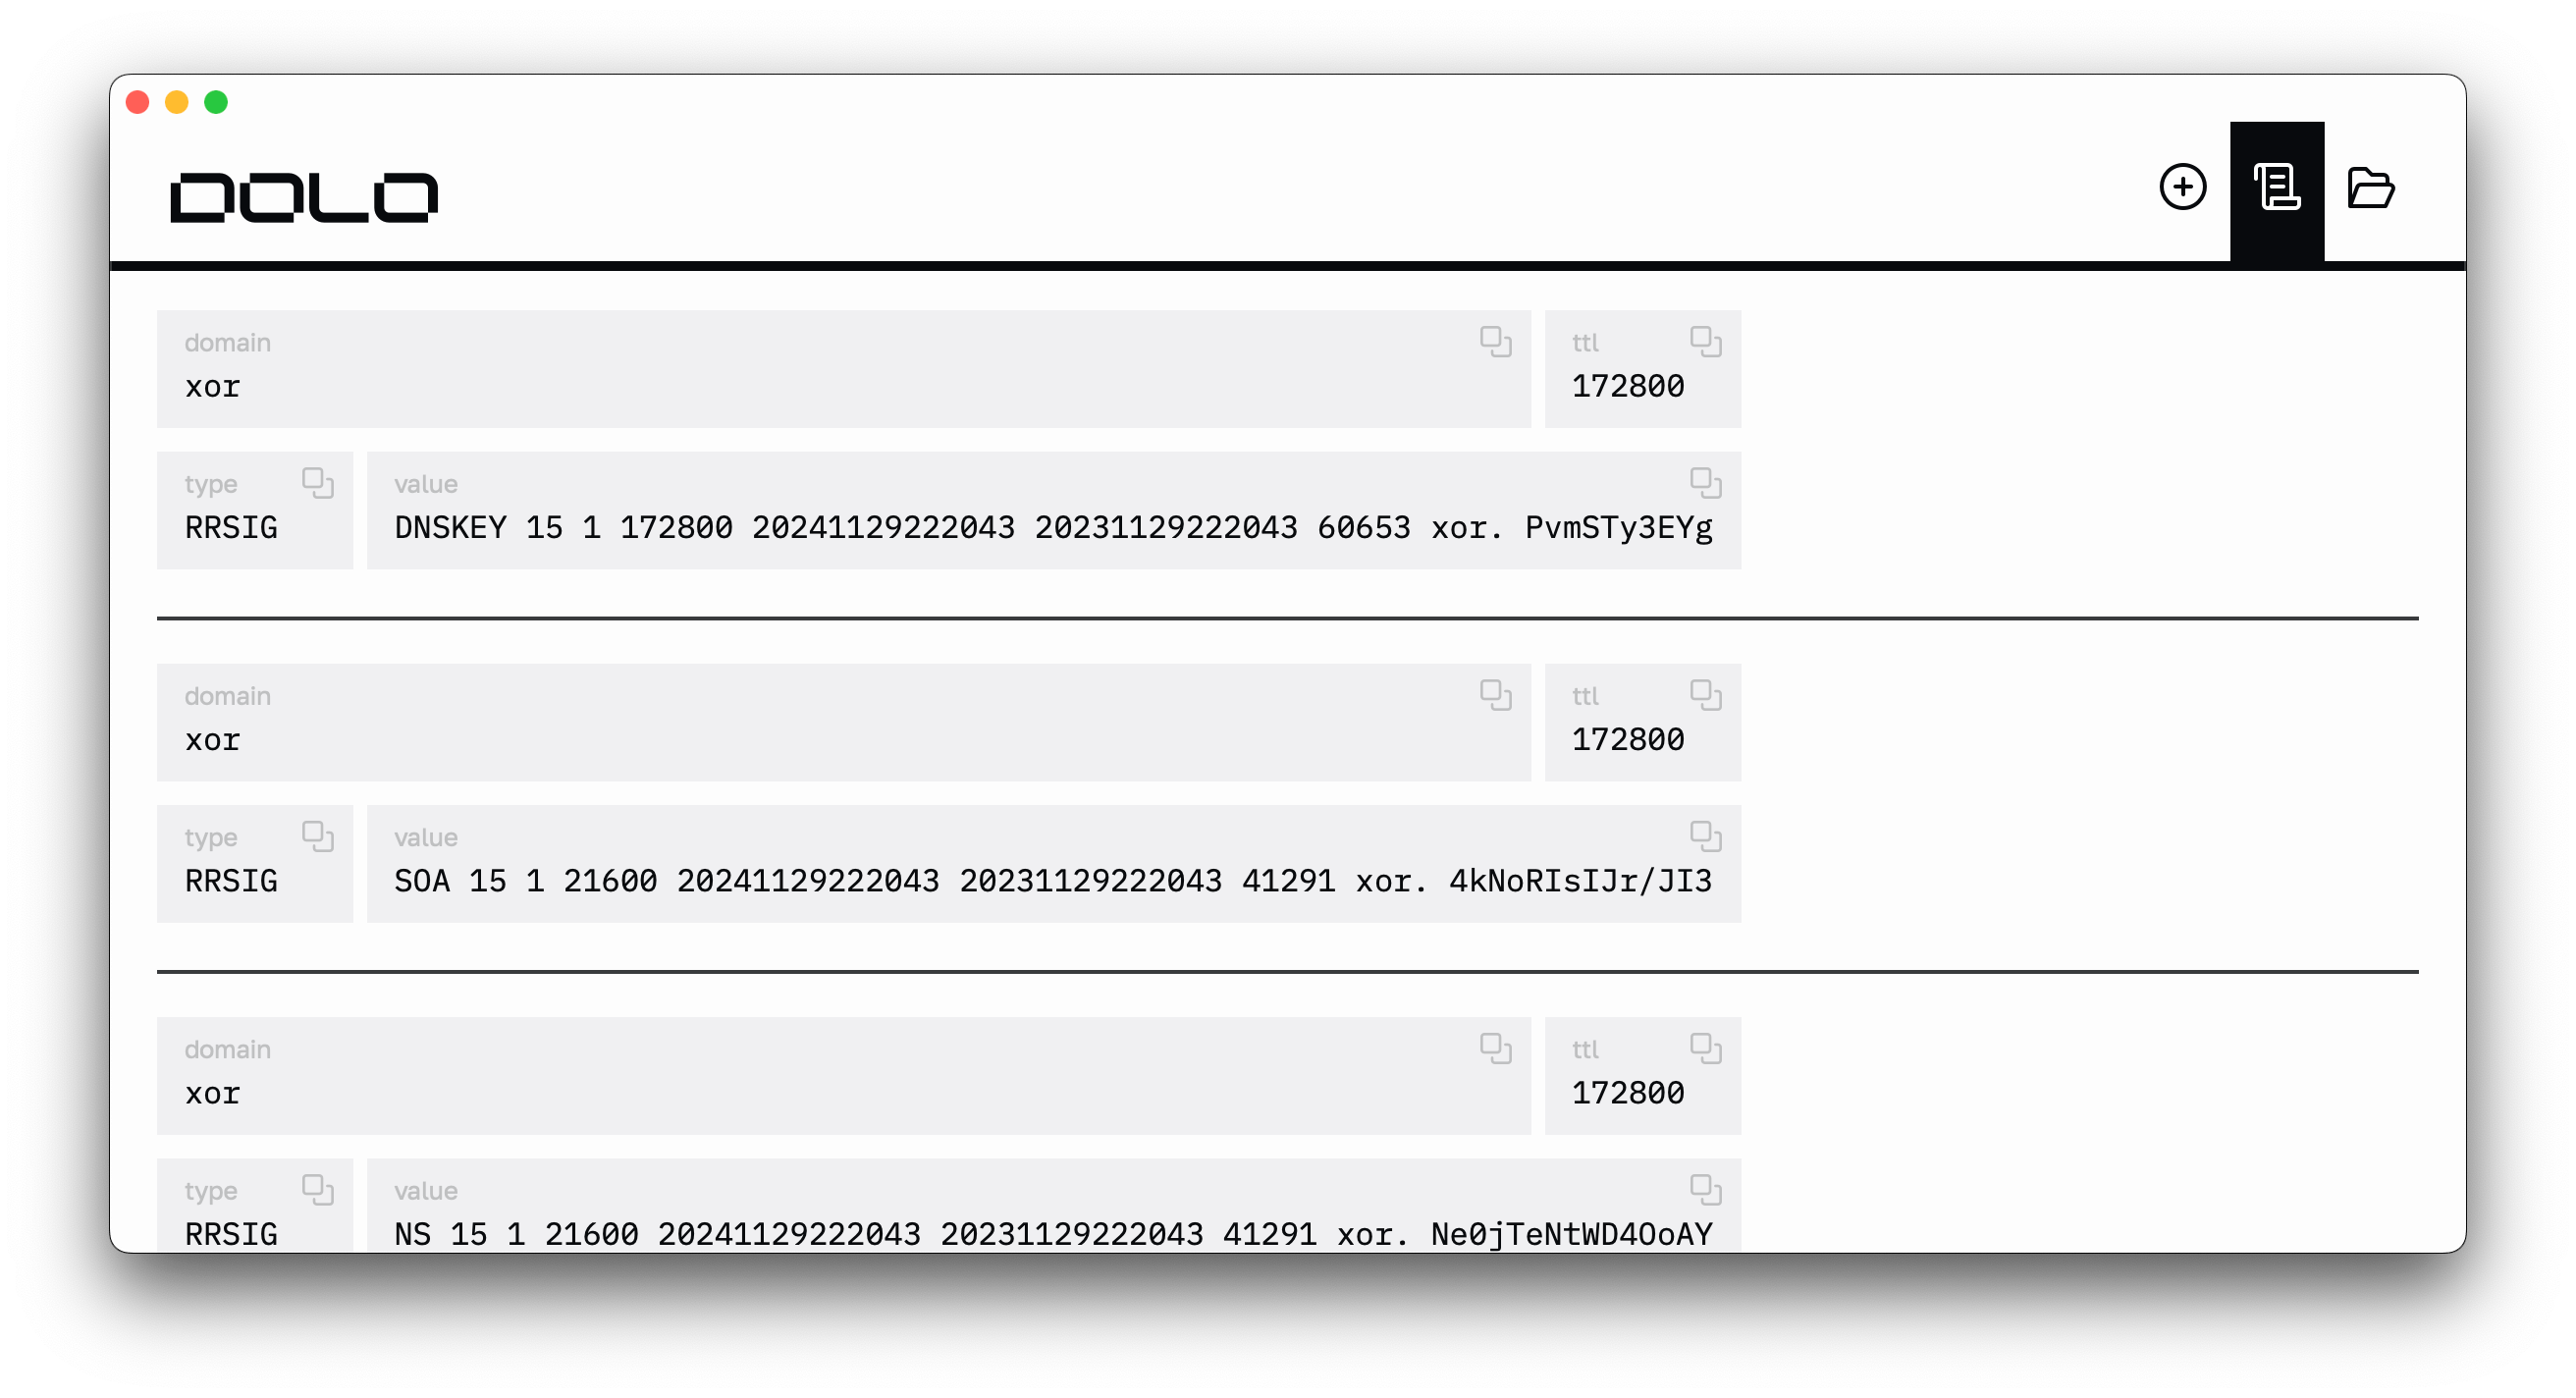 DOLO
domain
xor
ttl
172800
type
RRSIG
value
DNSKEY 15 1 172800 20241129222043 20231129222043 60653 xor. PvmSTy3EYg
domain
xor
ttl
172800
type
RRSIG
value
SOA 15 1 21600 20241129222043 20231129222043 41291 xor. 4kNoRIsIJr/JI3
domain
xor
ttl
172800
type
RRSIG
value
NS 15 1 21600 20241129222043 20231129222043 41291 xor. Ne0jTeNtWD4OoAY